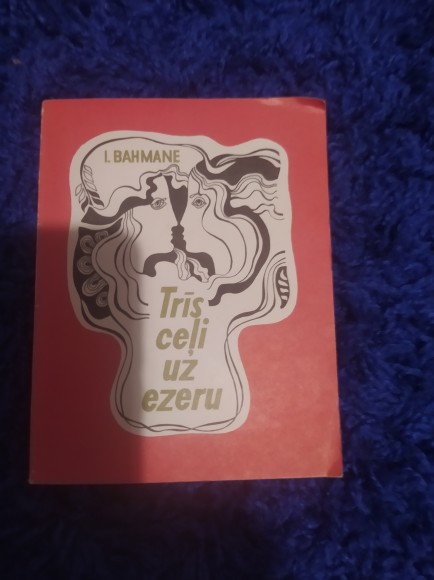 I. BAHMANE
Trīs
ceļi
uz
ezeru